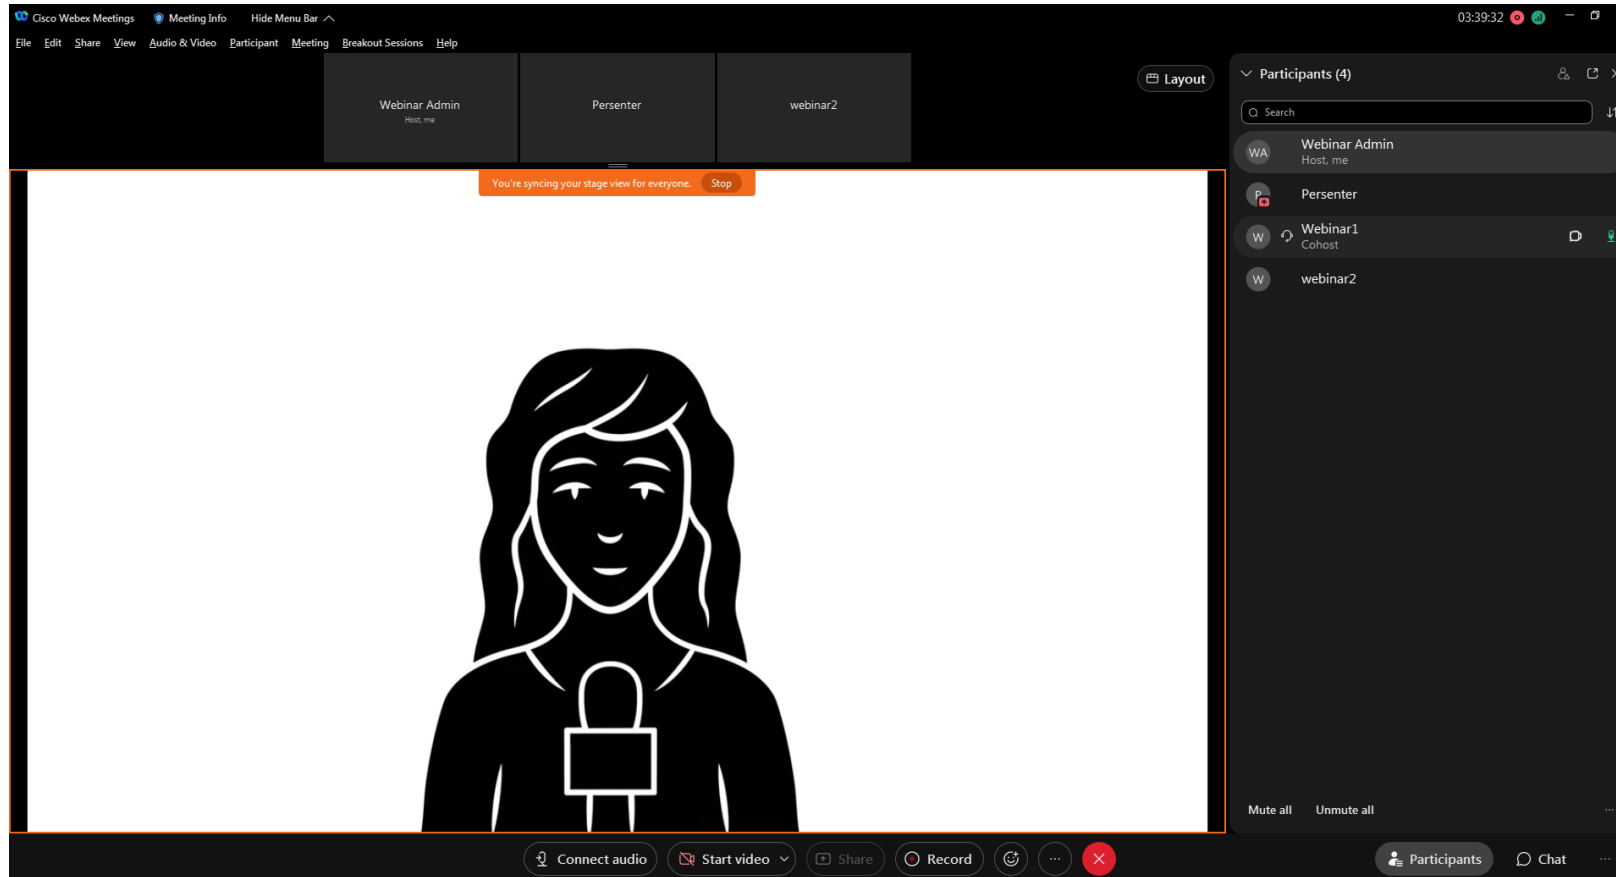 Cisco Webex Meetings Meeting Info Hide Menu Bar 03:39:32
File Edit Share View Audio & Video Participant Meeting Breakout Sessions Help
Webinar Admin
Host, me
Persenter
webinar2
Layout
You're syncing your stage view for everyone. Stop
Participants (4)
Search
WA Webinar Admin
Host, me
P Persenter
W Webinar1
Cohost
W webinar2
Mute all Unmute all
Connect audio Start video Share Record Participants Chat